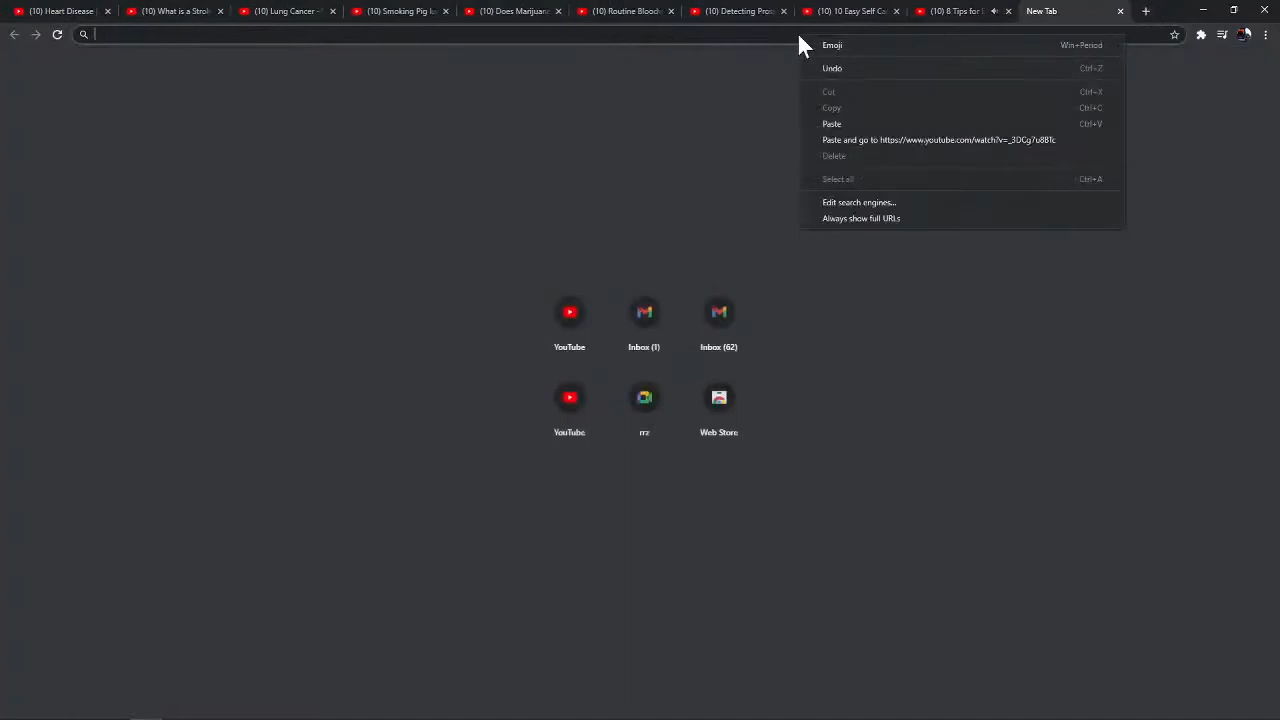 (10) Heart Disease
(10) What is a Strok
(10) Lung Cancer -
(10) Smoking Pig lu
(10) Does Marijuana
(10) Routine Bloodw
(10) Detecting Pros
(10) 10 Easy Self Ca
(10) 8 Tips for
New Tab
Emoji Win+Period
Undo Ctrl+Z
Cut Ctrl+X
Copy Ctrl+C
Paste Ctrl+V
Paste and go to https://www.youtube.com/watch?v=_3DCg7u8BTc
Delete
Select all Ctrl+A
Edit search engines...
Always show full URLs
YouTube Inbox (1) Inbox (62)
YouTube rrz Web Store